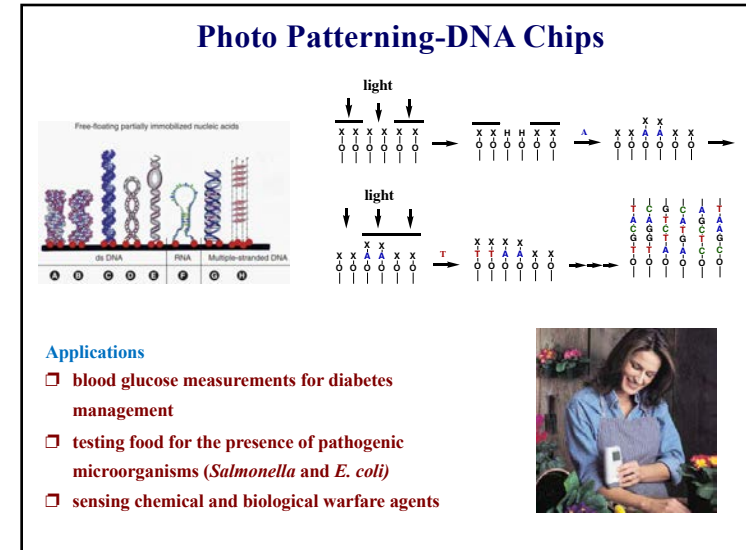 Photo Patterning-DNA Chips
Free-floating partially immobilized nucleic acids
ds DNA RNA Multiple-stranded DNA
A B C D E F G H
light
X X X X X X
O O O O O O
X X H H X X
O O O O O O
A
X X
X X A A X X
O O O O O O
light
X X
X X A A X X
O O O O O O
T
X X X X
T T A A X X
O O O O O O
T C G C A T
A A T A G A
C G C T C A
G G T G T G
T T A A C C
O O O O O O
Applications
❐ blood glucose measurements for diabetes
management
❐ testing food for the presence of pathogenic
microorganisms (Salmonella and E. coli)
❐ sensing chemical and biological warfare agents